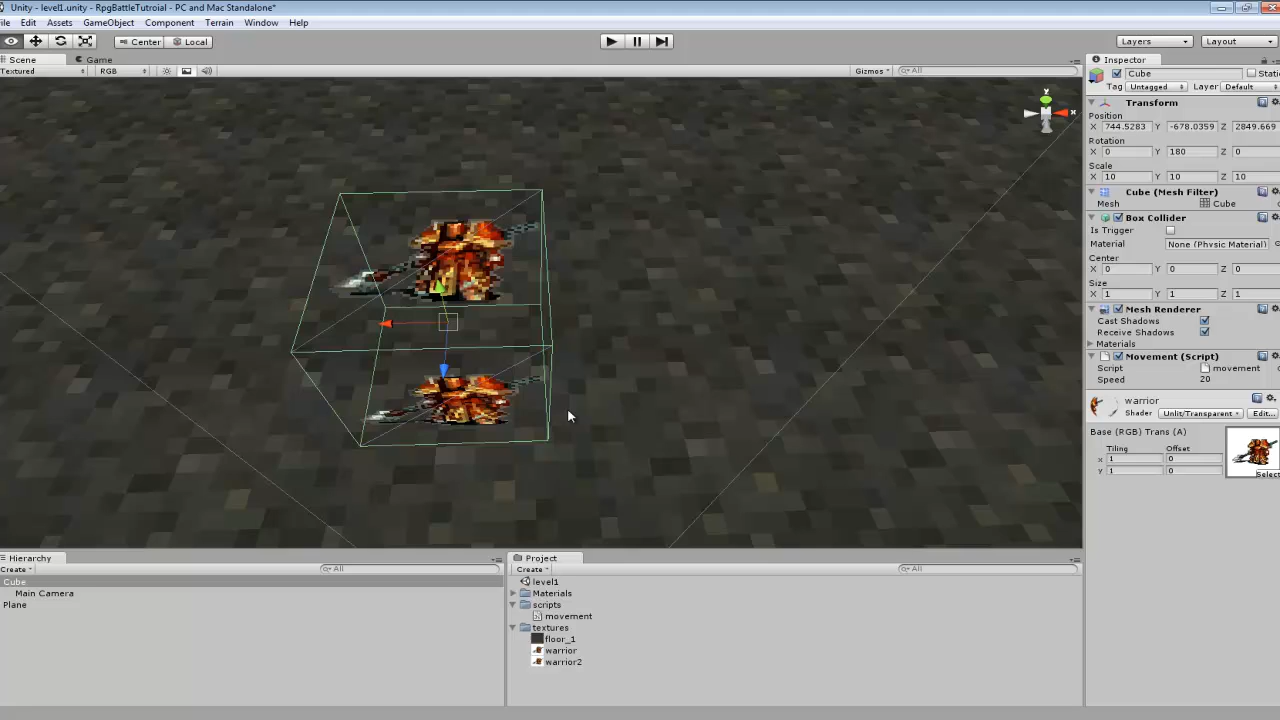 Unity - level1.unity - RpgBattleTutroial - PC and Mac Standalone*
File Edit Assets GameObject Component Terrain Window Help
Center Local Layers Layout
Scene Game Inspector
Textured RGB Gizmos All
Cube Static
Tag Untagged Layer Default
Transform
Position
X 744.5283 Y -678.0359 Z 2849.669
Rotation
X 0 Y 180 Z 0
Scale
X 10 Y 10 Z 10
Cube (Mesh Filter)
Mesh Cube
Box Collider
Is Trigger
Material None (Physic Material)
Center
X 0 Y 0 Z 0
Size
X 1 Y 1 Z 1
Mesh Renderer
Cast Shadows
Receive Shadows
Materials
Movement (Script)
Script movement
Speed 20
warrior
Shader Unlit/Transparent Edit...
Base (RGB) Trans (A)
Tiling Offset
x 1 0
Y 1 0
Select
y
x
Hierarchy
Create All
Cube
Main Camera
Plane
Project
Create All
level1
Materials
scripts
movement
textures
floor_1
warrior
warrior2